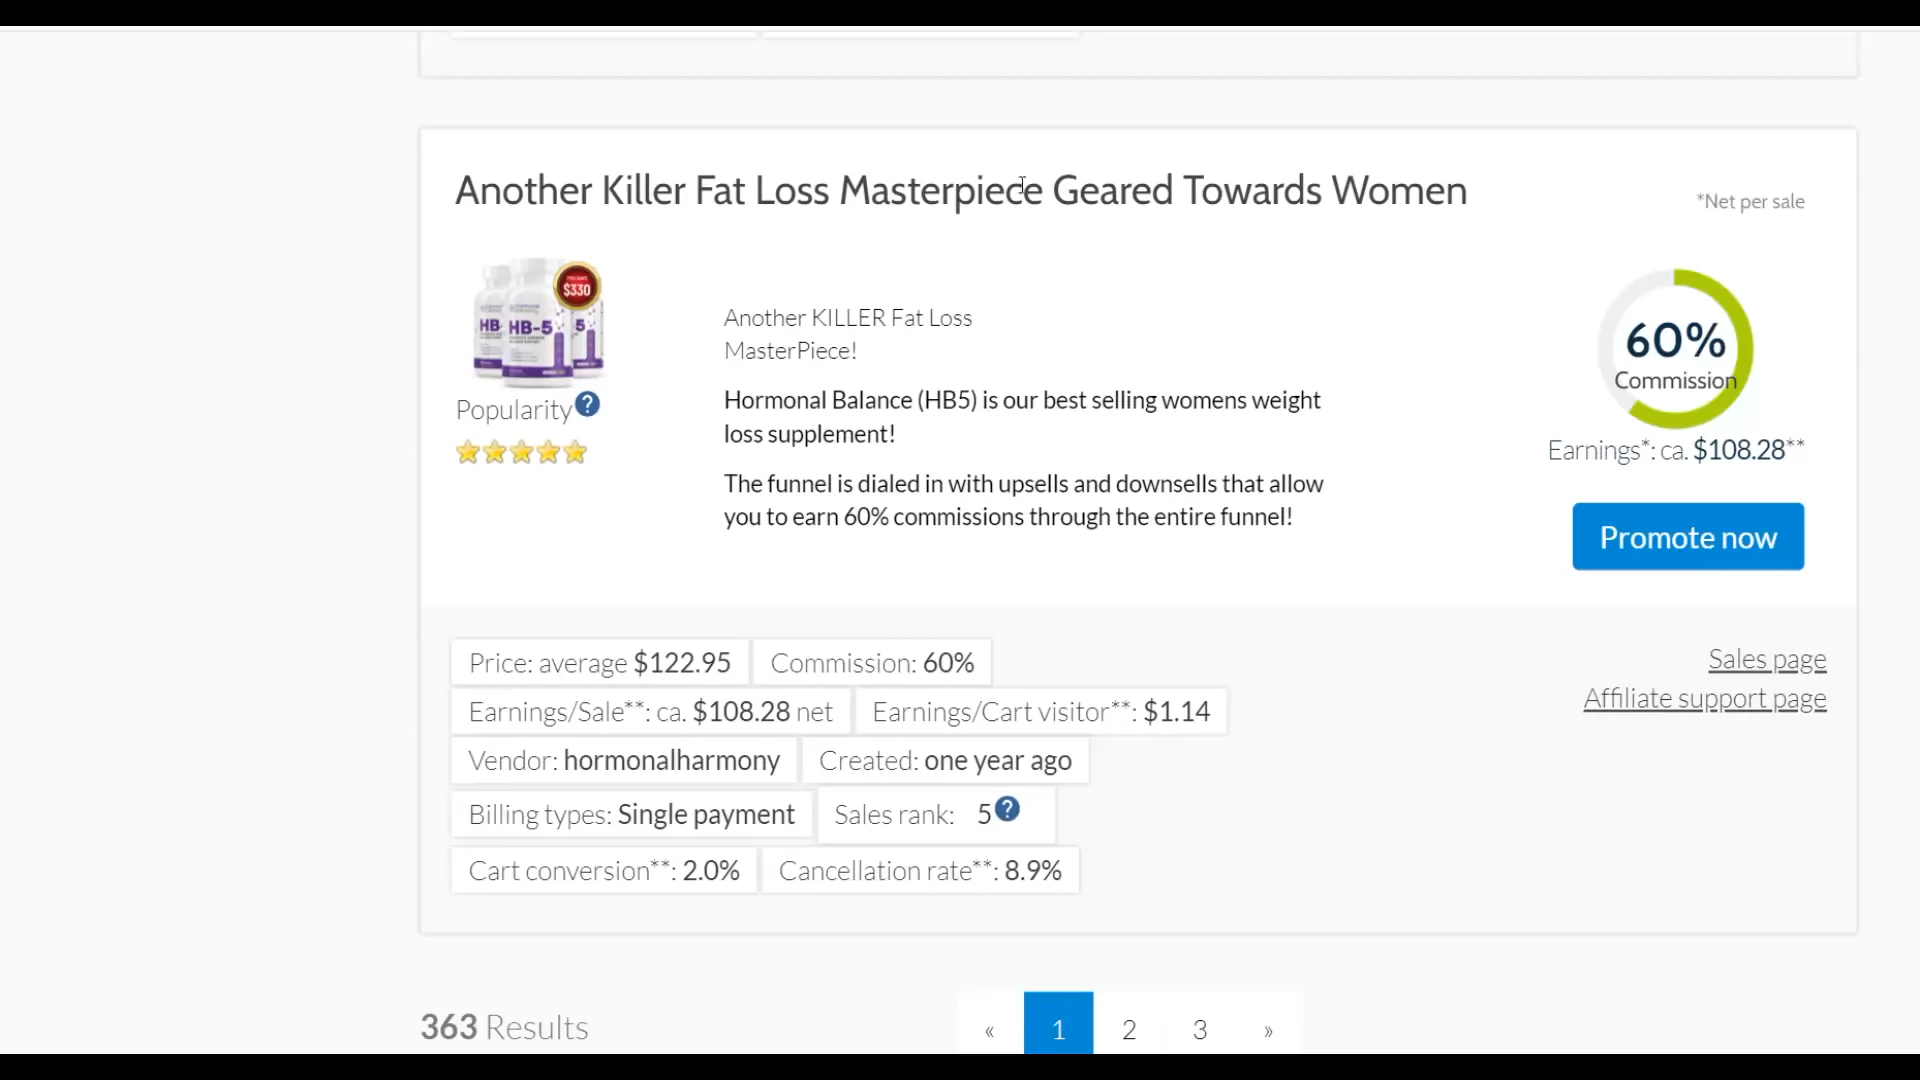 Another Killer Fat Loss Masterpiece Geared Towards Women
*Net per sale
$330
HB-
HB-5
5
Popularity?
Another KILLER Fat Loss
MasterPiece!
Hormonal Balance (HB5) is our best selling womens weight
loss supplement!
The funnel is dialed in with upsells and downsells that allow
you to earn 60% commissions through the entire funnel!
60%
Commission
Earnings*: ca. $108.28**
Promote now
Price: average $122.95
Commission: 60%
Earnings/Sale**: ca. $108.28 net
Earnings/Cart visitor**: $1.14
Vendor: hormonalharmony
Created: one year ago
Billing types: Single payment
Sales rank: 5?
Cart conversion**: 2.0%
Cancellation rate**: 8.9%
Sales page
Affiliate support page
363 Results
« 1 2 3 »